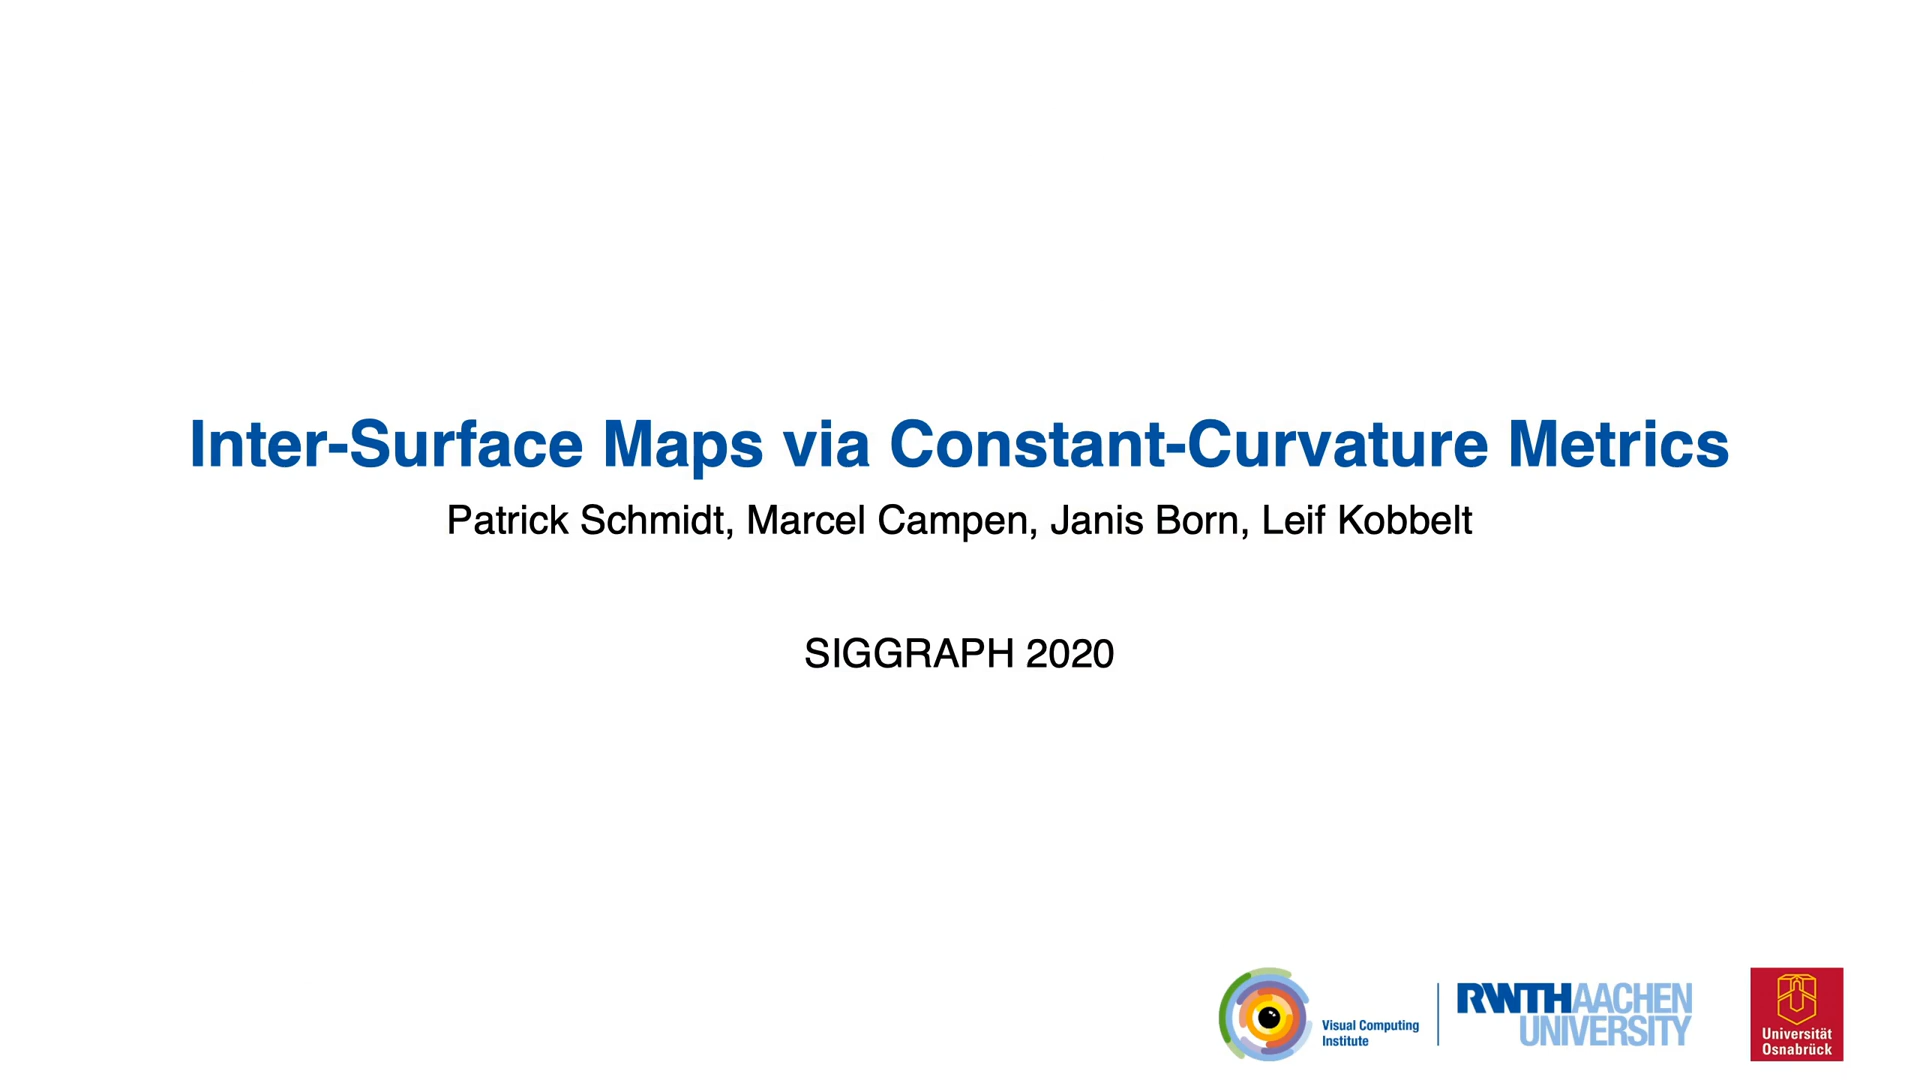 Inter-Surface Maps via Constant-Curvature Metrics
Patrick Schmidt, Marcel Campen, Janis Born, Leif Kobbelt
SIGGRAPH 2020
Visual Computing
Institute
RWTHAACHEN
UNIVERSITY
Universität
Osnabrück